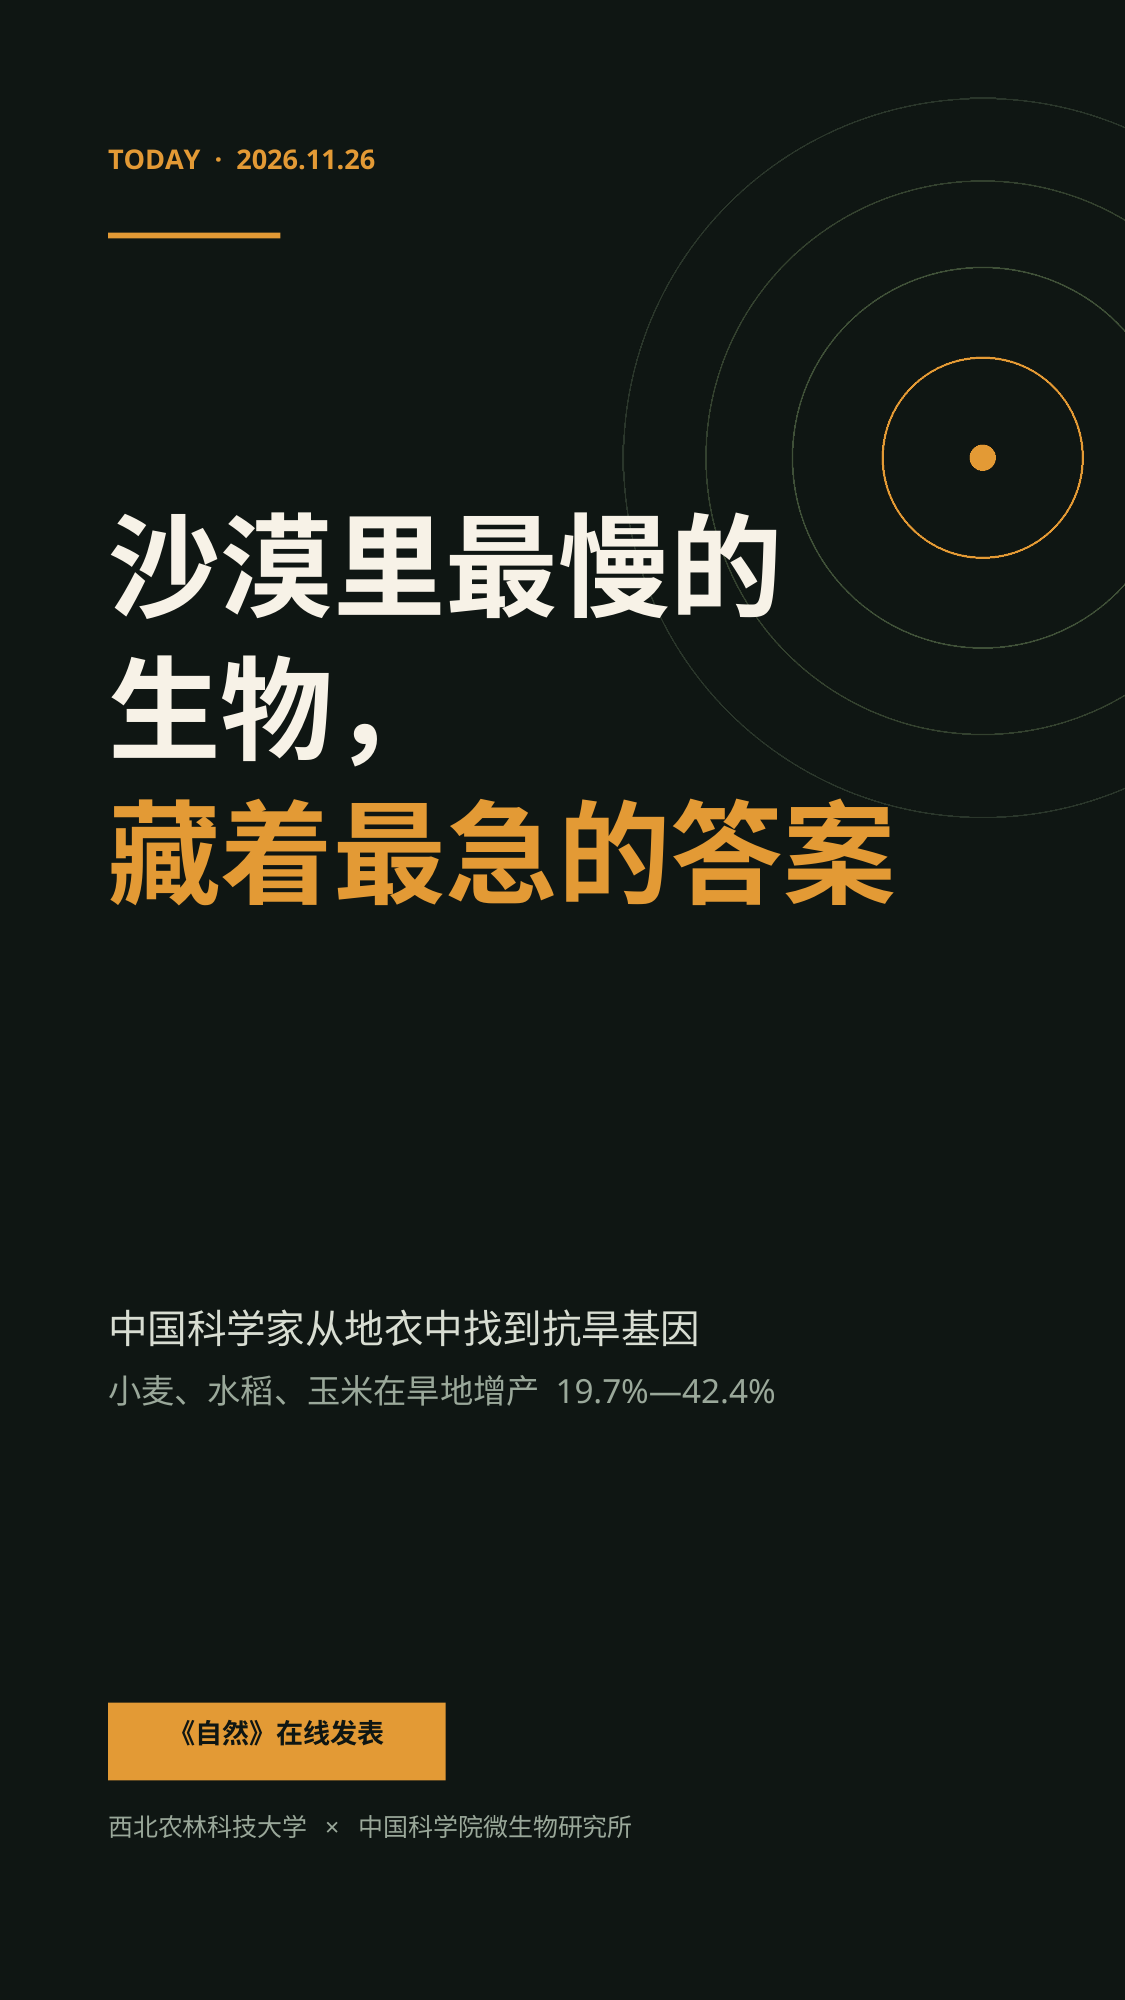 TODAY · 2026.11.26
沙漠里最慢的
生物，
藏着最急的答案
中国科学家从地衣中找到抗旱基因
小麦、水稻、玉米在旱地增产 19.7%—42.4%
《自然》在线发表
西北农林科技大学 × 中国科学院微生物研究所